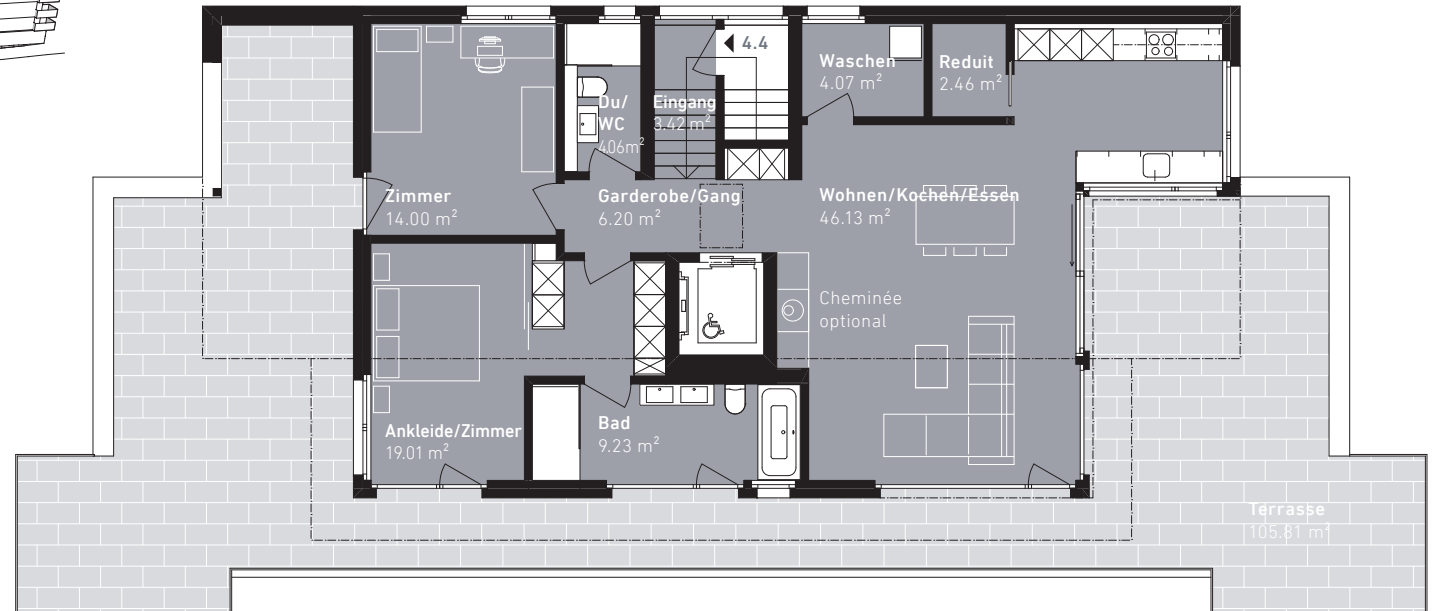 4.4
Waschen
4.07 m²
Reduit
2.46 m²
Du/
WC
4.06m²
Eingang
3.42 m²
Zimmer
14.00 m²
Garderobe/Gang
6.20 m²
Wohnen/Kochen/Essen
46.13 m²
Cheminée
optional
Ankleide/Zimmer
19.01 m²
Bad
9.23 m²
Terrasse
105.81 m²